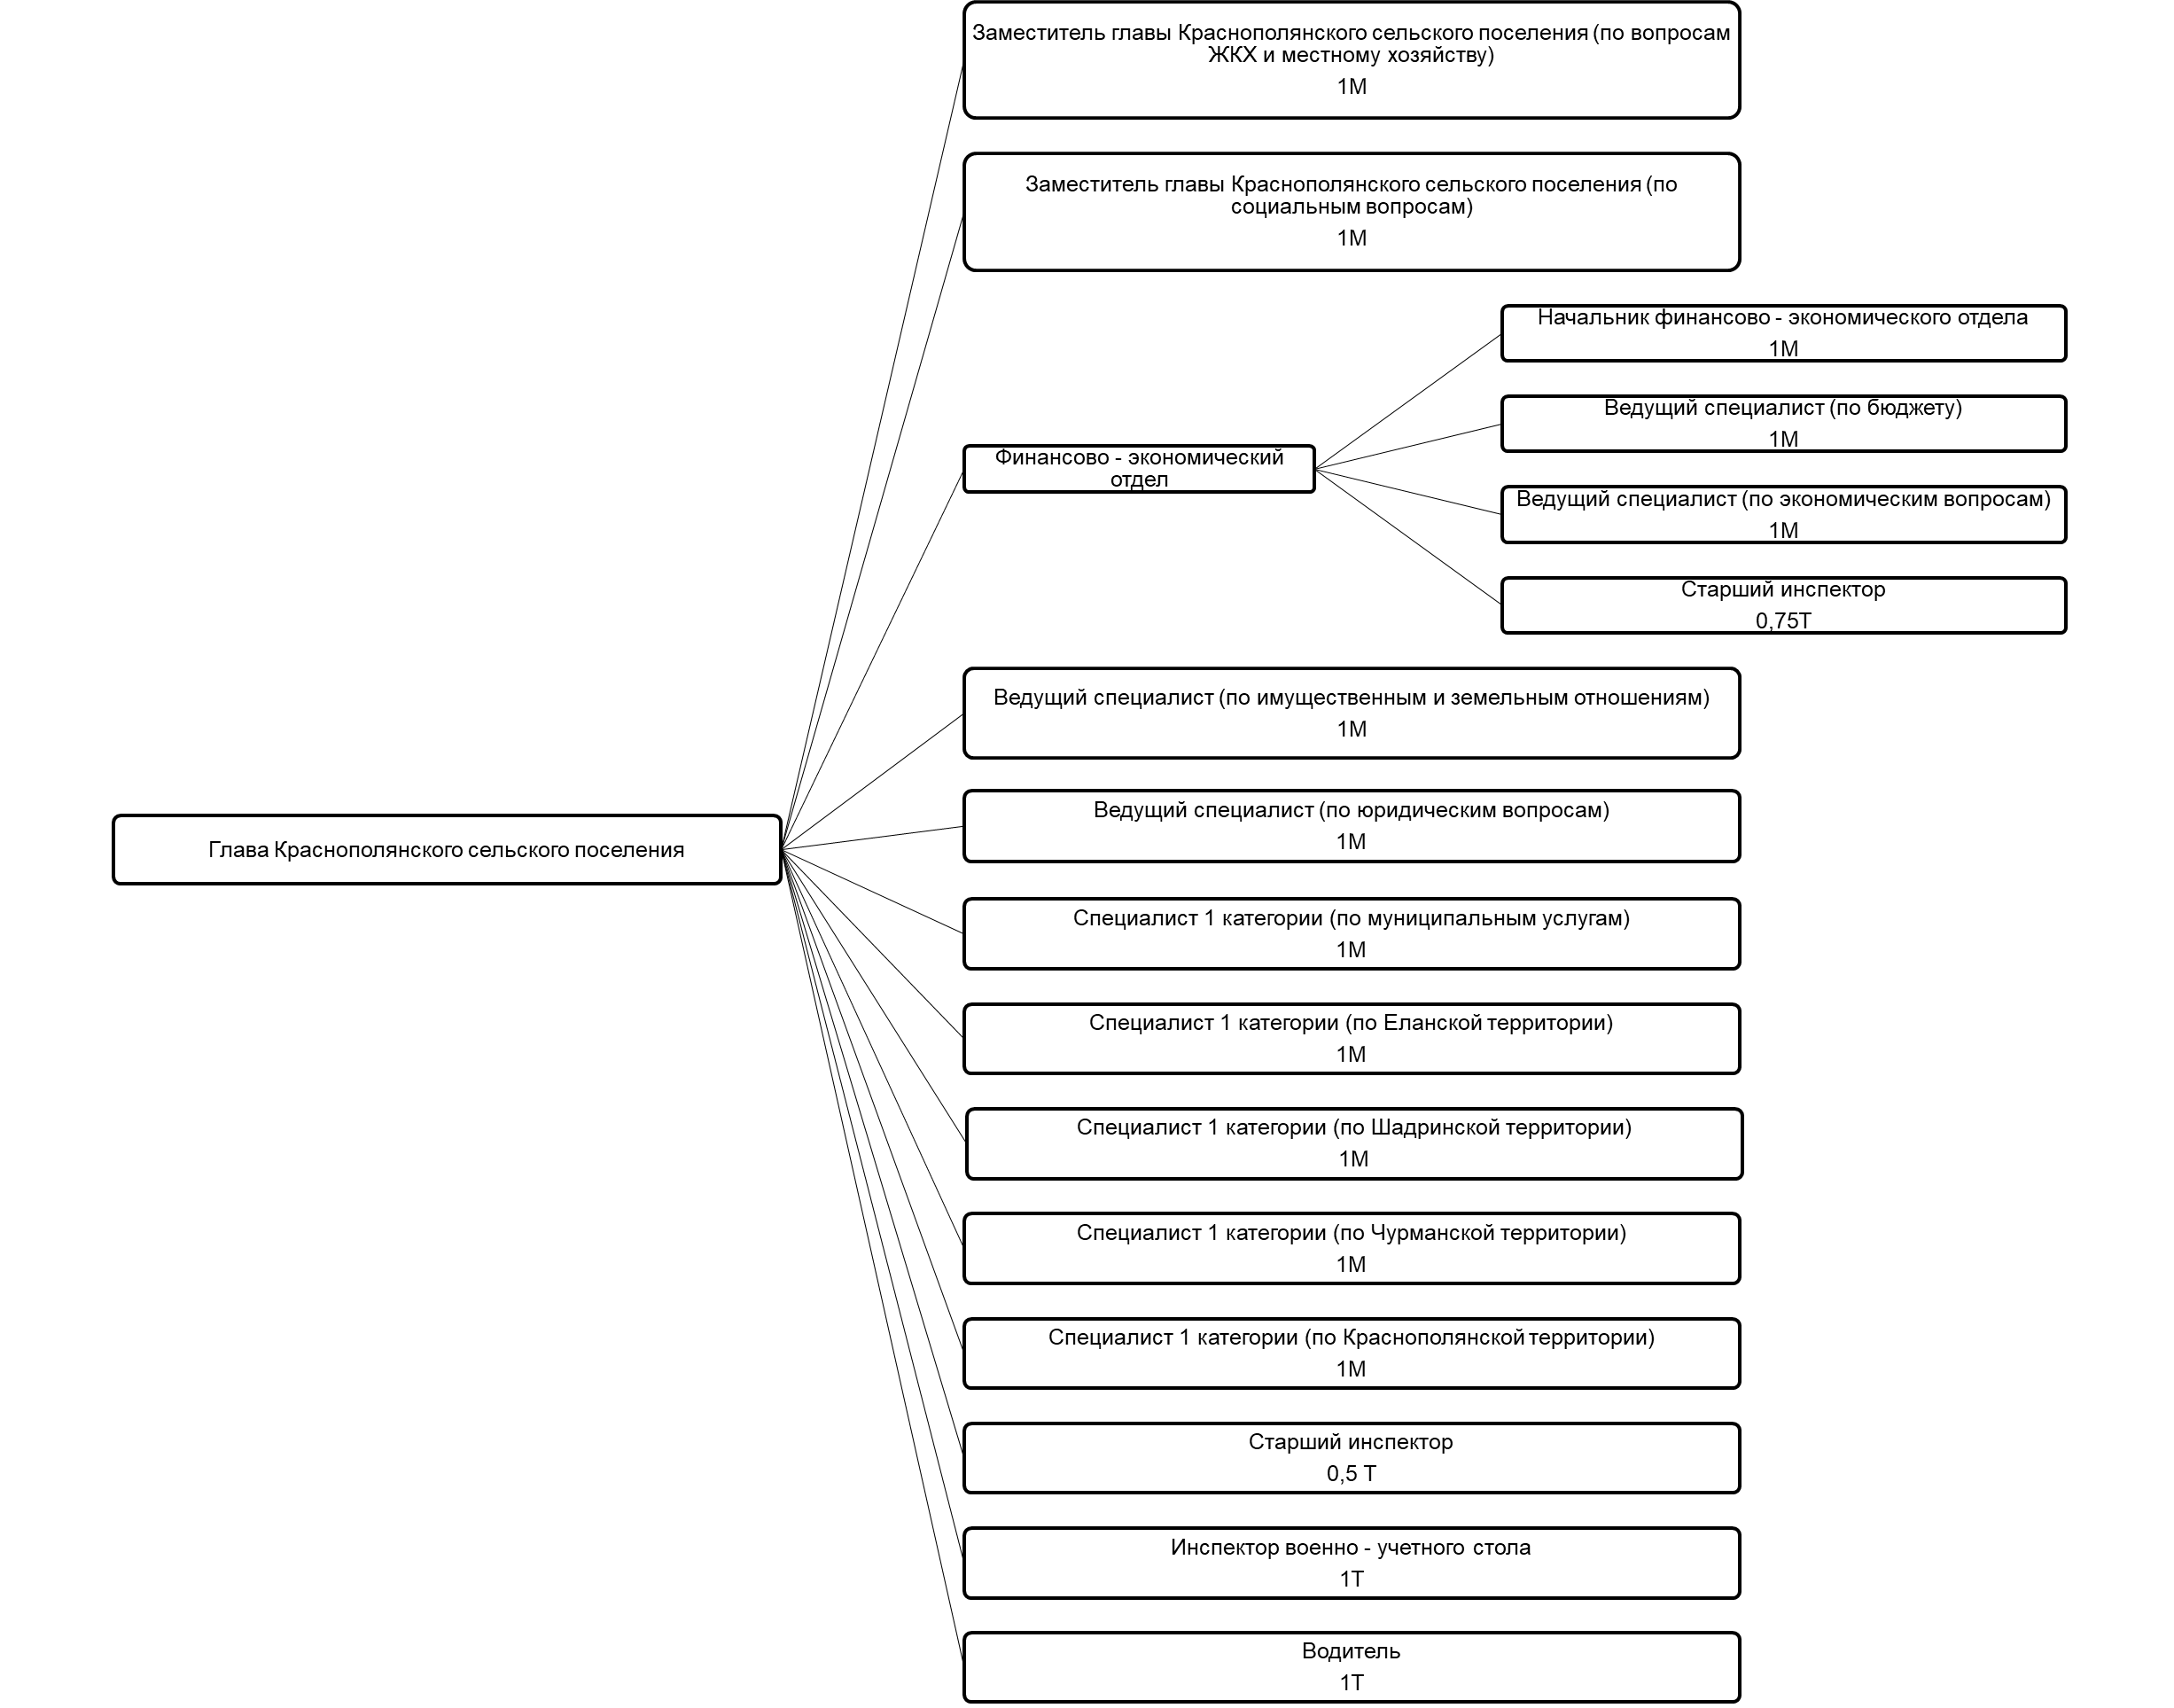 Заместитель главы Краснополянского сельского поселения (по вопросам
ЖКХ и местному хозяйству)
1М
Заместитель главы Краснополянского сельского поселения (по
социальным вопросам)
1М
Начальник финансово - экономического отдела
1М
Ведущий специалист (по бюджету)
1М
Финансово - экономический
отдел
Ведущий специалист (по экономическим вопросам)
1М
Старший инспектор
0,75Т
Ведущий специалист (по имущественным и земельным отношениям)
1М
Ведущий специалист (по юридическим вопросам)
1М
Глава Краснополянского сельского поселения
Специалист 1 категории (по муниципальным услугам)
1М
Специалист 1 категории (по Еланской территории)
1М
Специалист 1 категории (по Шадринской территории)
1М
Специалист 1 категории (по Чурманской территории)
1М
Специалист 1 категории (по Краснополянской территории)
1М
Старший инспектор
0,5 Т
Инспектор военно - учетного стола
1Т
Водитель
1Т